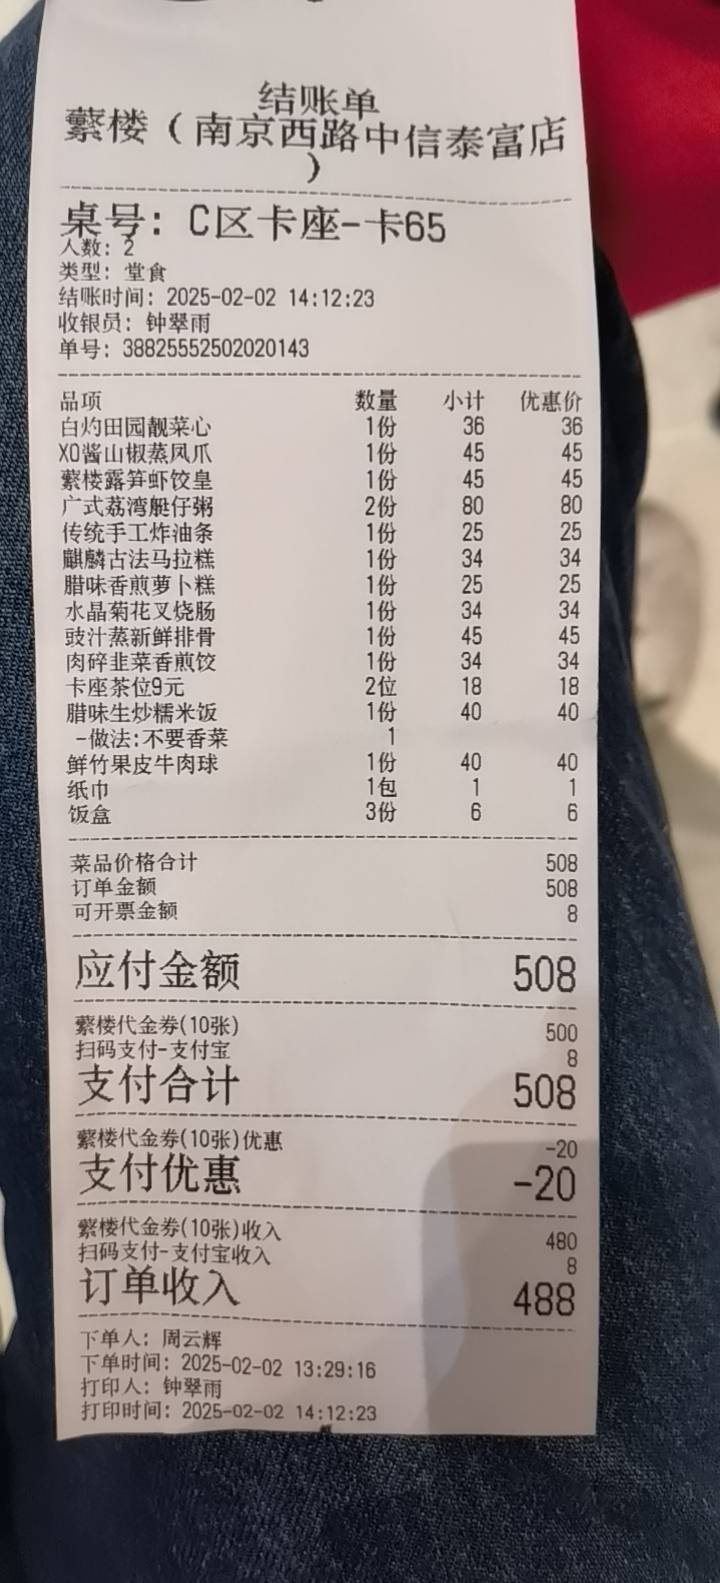 结账单
蘩楼（南京西路中信泰富店
）
桌号: C区卡座-卡65
人数: 2
类型: 堂食
结账时间: 2025-02-02 14:12:23
收银员: 钟翠雨
单号: 38825552502020143
品项 数量 小计 优惠价
白灼田园靓菜心 1份 36 36
XO酱山椒蒸凤爪 1份 45 45
蘩楼露笋虾饺皇 1份 45 45
广式荔湾艇仔粥 2份 80 80
传统手工炸油条 1份 25 25
麒麟古法马拉糕 1份 34 34
腊味香煎萝卜糕 1份 25 25
水晶菊花叉烧肠 1份 34 34
豉汁蒸新鲜排骨 1份 45 45
肉碎韭菜香煎饺 1份 34 34
卡座茶位9元 2位 18 18
腊味生炒糯米饭 1份 40 40
-做法:不要香菜 1
鲜竹果皮牛肉球 1份 40 40
纸巾 1包 1 1
饭盒 3份 6 6
菜品价格合计 508
订单金额 508
可开票金额 8
应付金额 508
蘩楼代金券(10张) 500
扫码支付-支付宝 8
支付合计 508
蘩楼代金券(10张)优惠 -20
支付优惠 -20
蘩楼代金券(10张)收入 480
扫码支付-支付宝收入 8
订单收入 488
下单人: 周云辉
下单时间: 2025-02-02 13:29:16
打印人: 钟翠雨
打印时间: 2025-02-02 14:12:23